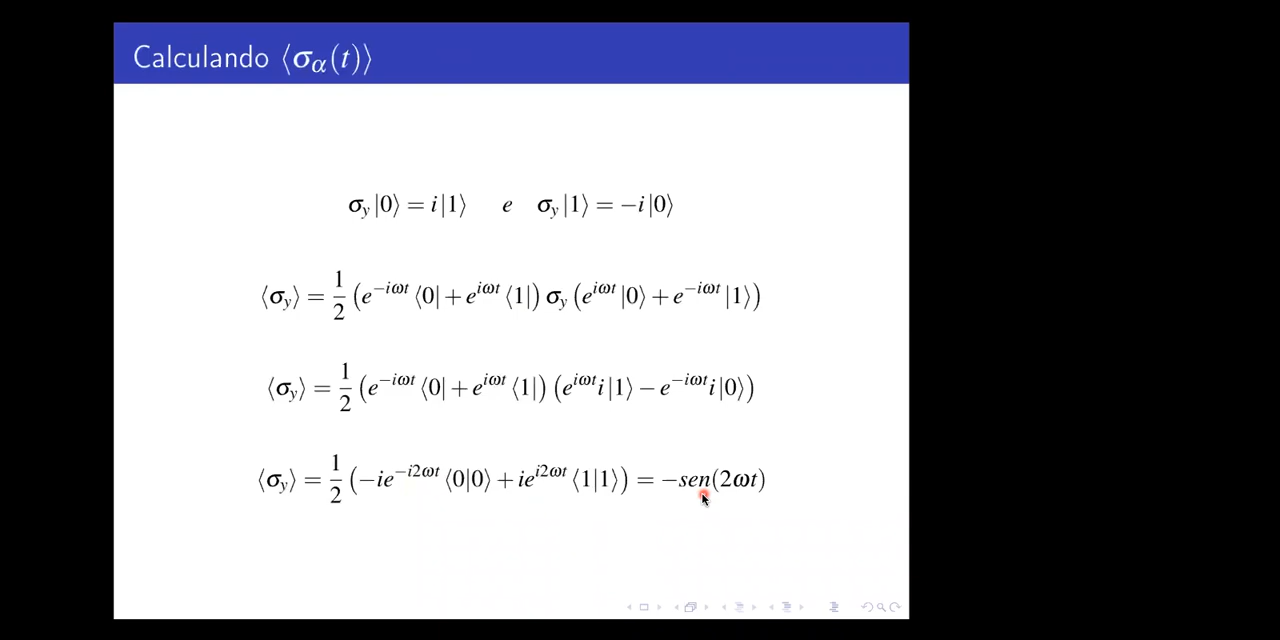 Calculando ⟨σ_α(t)⟩
σ_y|0⟩ = i|1⟩ e σ_y|1⟩ = −i|0⟩
⟨σ_y⟩ = 1/2 (e^{−iωt} ⟨0| + e^{iωt} ⟨1|) σ_y (e^{iωt} |0⟩ + e^{−iωt} |1⟩)
⟨σ_y⟩ = 1/2 (e^{−iωt} ⟨0| + e^{iωt} ⟨1|) (e^{iωt} i|1⟩ − e^{−iωt} i|0⟩)
⟨σ_y⟩ = 1/2 (−ie^{−i2ωt} ⟨0|0⟩ + ie^{i2ωt} ⟨1|1⟩) = −sen(2ωt)